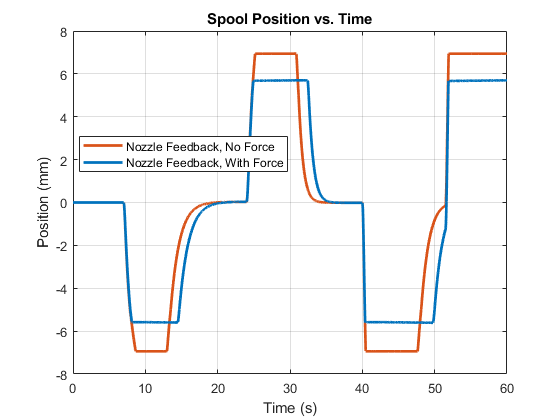 Spool Position vs. Time
8
6
4
2
0
-2
-4
-6
-8
Position (mm)
Nozzle Feedback, No Force
Nozzle Feedback, With Force
0 10 20 30 40 50 60
Time (s)